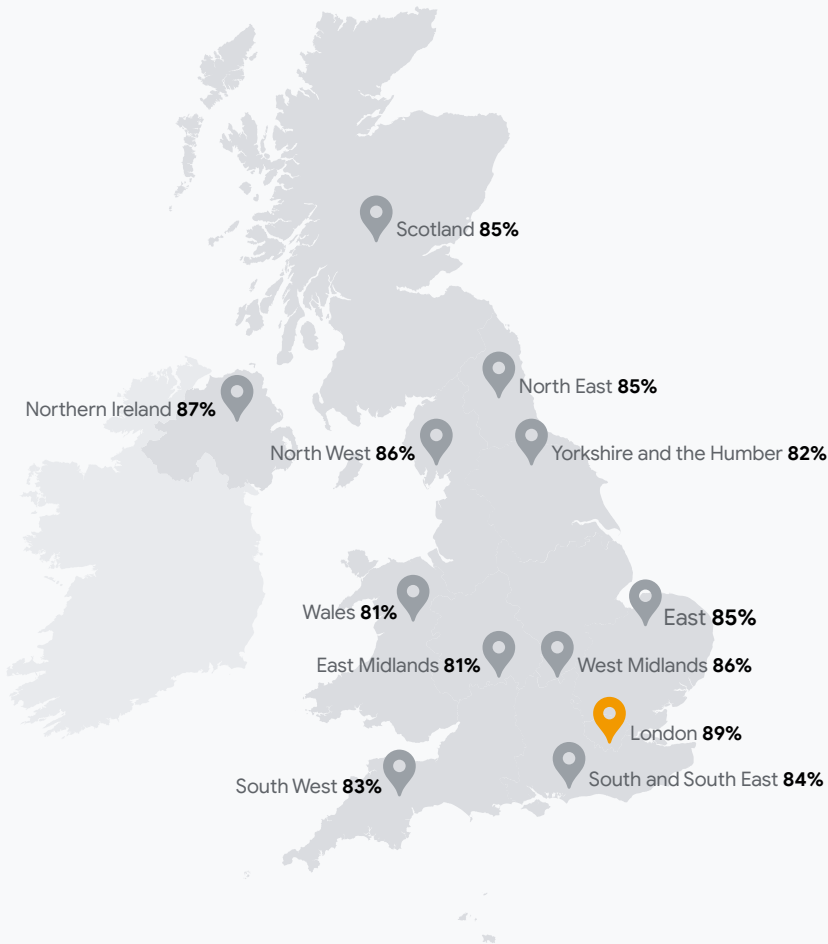 Scotland 85%
North East 85%
Northern Ireland 87%
North West 86%
Yorkshire and the Humber 82%
Wales 81%
East 85%
East Midlands 81%
West Midlands 86%
London 89%
South West 83%
South and South East 84%